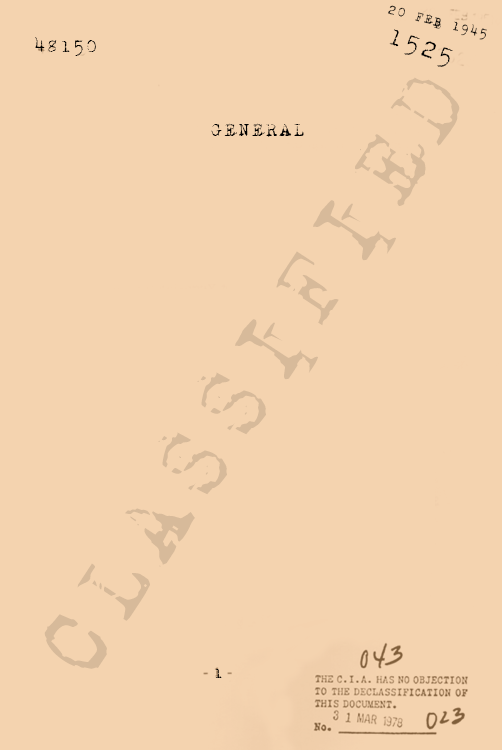 20 FEB 1945
48150
1525
GENERAL
CLASSIFIED
- 1 -
043
THE C.I.A. HAS NO OBJECTION
TO THE DECLASSIFICATION OF
THIS DOCUMENT.
No. 31 MAR 1978 023